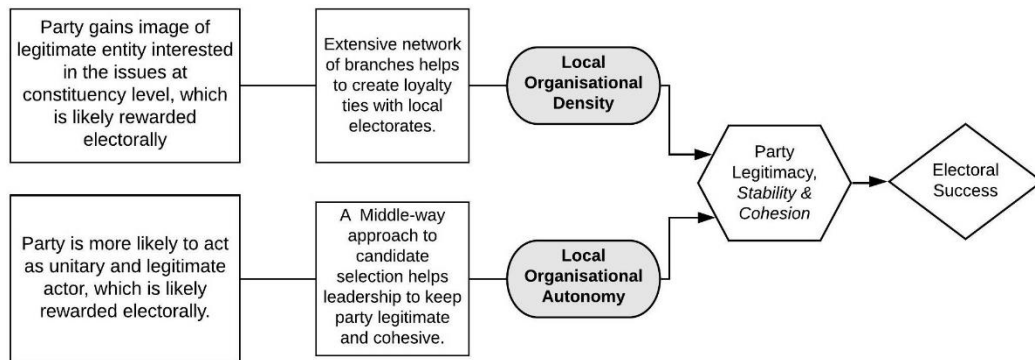 Party gains image of
legitimate entity interested
in the issues at
constituency level, which
is likely rewarded
electorally
Extensive network
of branches helps
to create loyalty
ties with local
electorates.
Local
Organisational
Density
Party
Legitimacy,
Stability &
Cohesion
Electoral
Success
Party is more likely to act
as unitary and legitimate
actor, which is likely
rewarded electorally.
A Middle-way
approach to
candidate
selection helps
leadership to keep
party legitimate
and cohesive.
Local
Organisational
Autonomy